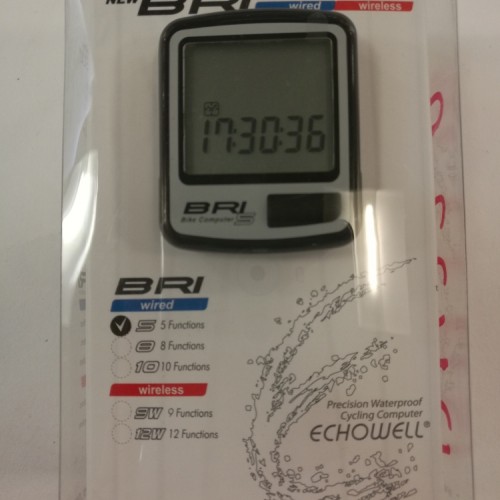 NEW BRI
wired wireless
17:30:36
BRI
Bike Computer 5
BRI
wired
5 5 Functions
8 8 Functions
10 10 Functions
wireless
9W 9 Functions
12W 12 Functions
Precision Waterproof
Cycling Computer
ECHOWELL®